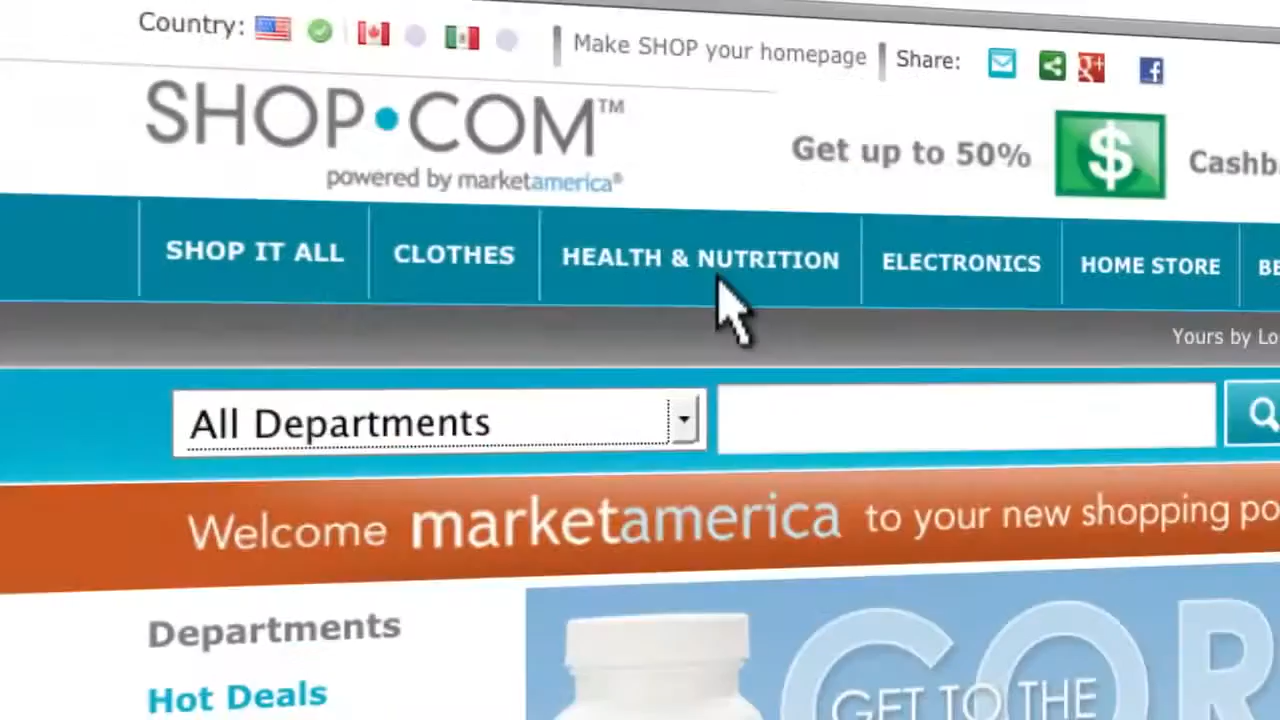 Country:
Make SHOP your homepage
Share:
SHOP•COM™
powered by marketamerica®
Get up to 50%
$
SHOP IT ALL
CLOTHES
HEALTH & NUTRITION
ELECTRONICS
HOME STORE
All Departments
Welcome marketamerica to your new shopping
Departments
Hot Deals
GET TO THE